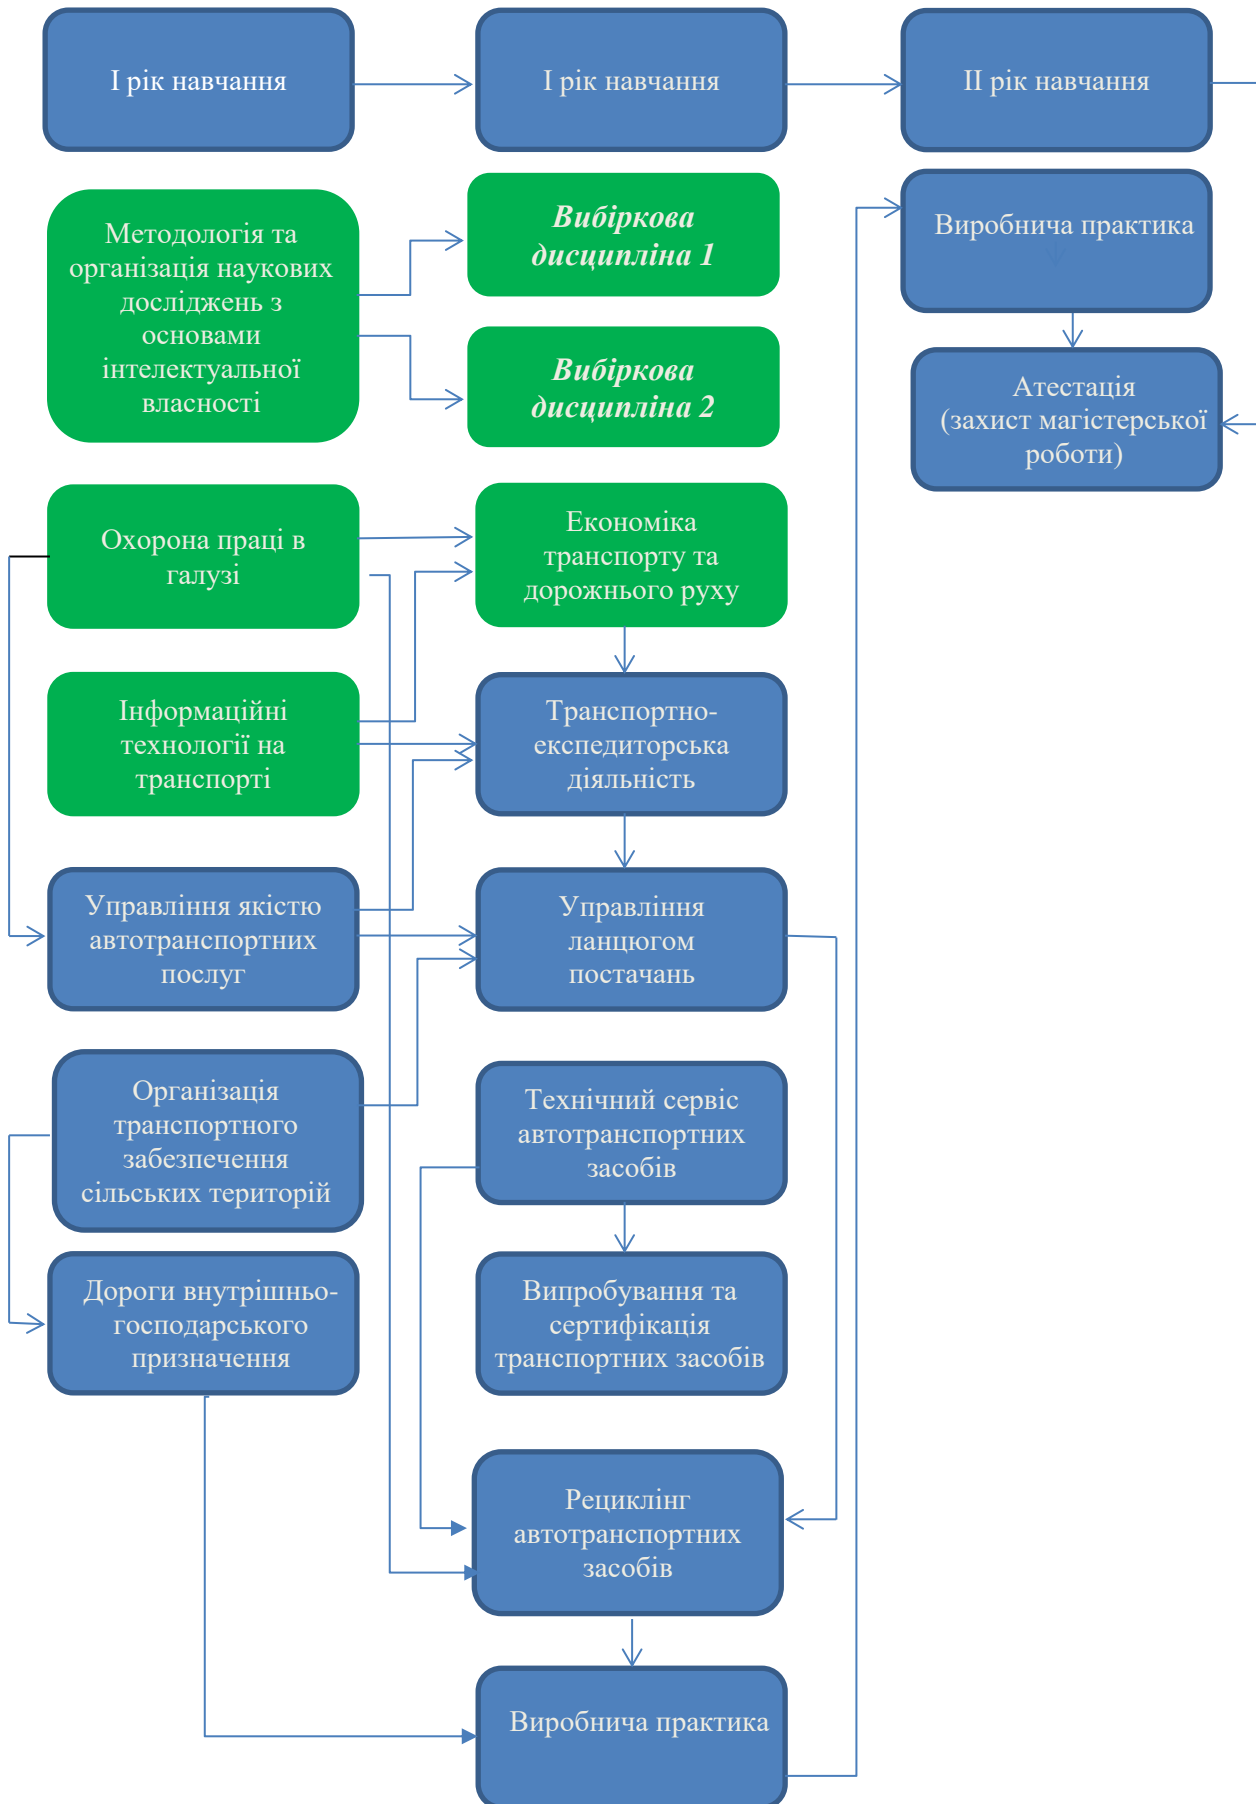 І рік навчання
І рік навчання
ІІ рік навчання
Методологія та
організація наукових
досліджень з
основами
інтелектуальної
власності
Вибіркова
дисципліна 1
Виробнича практика
Вибіркова
дисципліна 2
Атестація
(захист магістерської
роботи)
Охорона праці в
галузі
Економіка
транспорту та
дорожнього руху
Інформаційні
технології на
транспорті
Транспортно-
експедиторська
діяльність
Управління якістю
автотранспортних
послуг
Управління
ланцюгом
постачань
Організація
транспортного
забезпечення
сільських територій
Технічний сервіс
автотранспортних
засобів
Дороги внутрішньо-
господарського
призначення
Випробування та
сертифікація
транспортних засобів
Рециклінг
автотранспортних
засобів
Виробнича практика